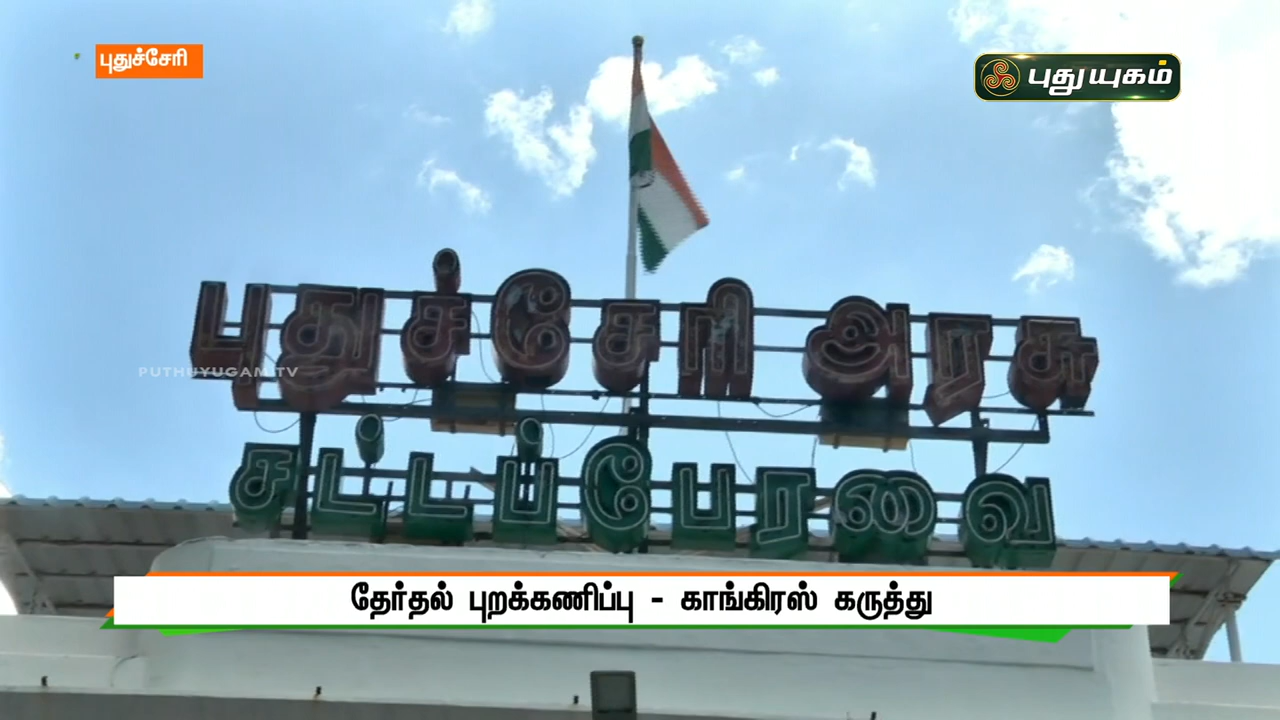 புதுச்சேரி
புதுயுகம்
புதுச்சேரி அரசு
PUTHUYUGAM.TV
சட்டப்பேரவை
தேர்தல் புறக்கணிப்பு - காங்கிரஸ் கருத்து